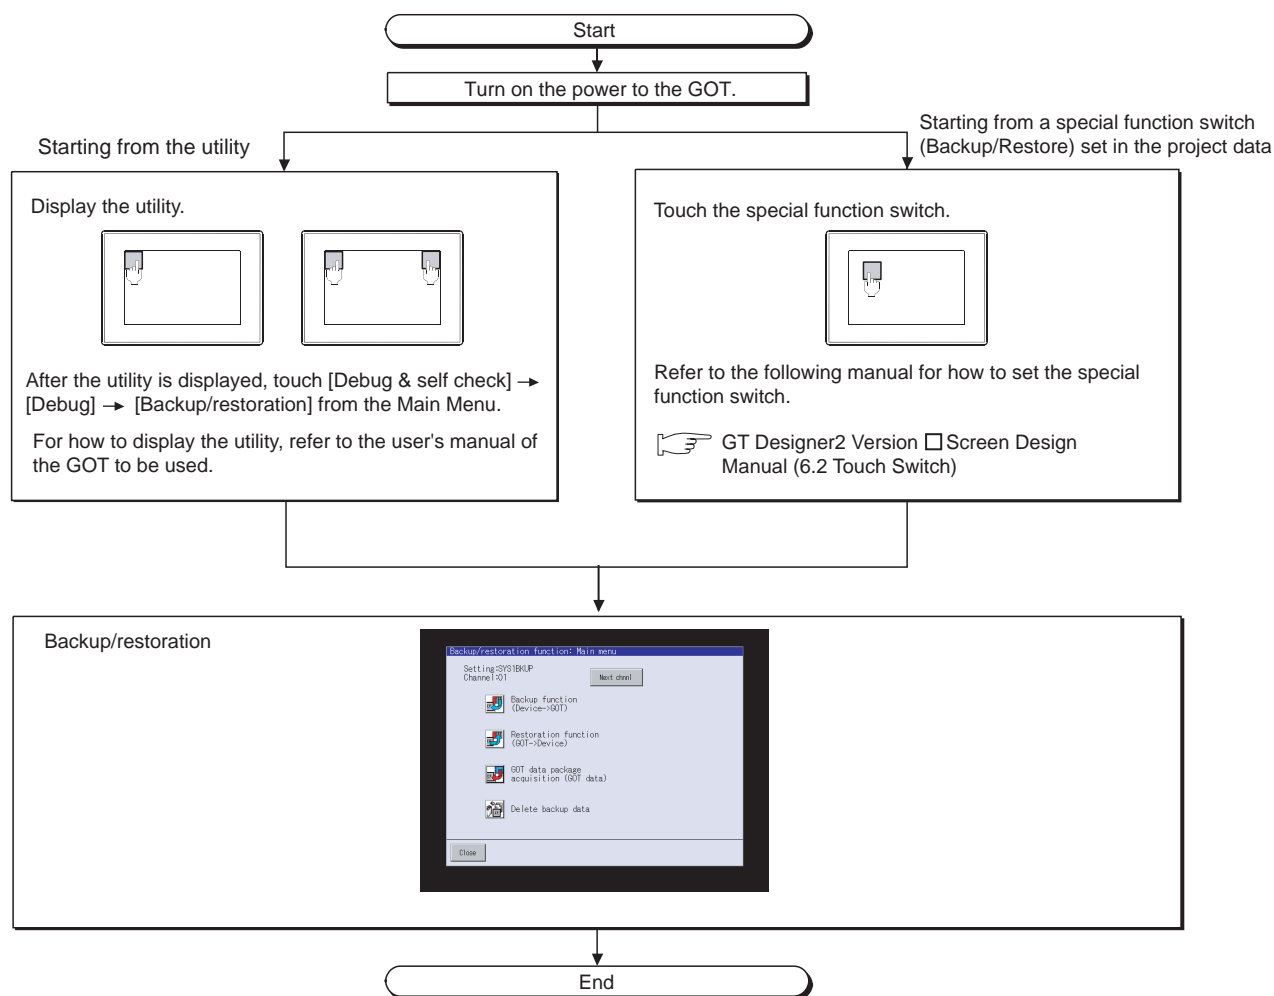 Start
Turn on the power to the GOT.
Starting from the utility
Starting from a special function switch
(Backup/Restore) set in the project data
Display the utility.
After the utility is displayed, touch [Debug & self check] →
[Debug] → [Backup/restoration] from the Main Menu.
For how to display the utility, refer to the user's manual of
the GOT to be used.
Touch the special function switch.
Refer to the following manual for how to set the special
function switch.
GT Designer2 Version □ Screen Design
Manual (6.2 Touch Switch)
Backup/restoration
Backup/restoration function: Main menu
Setting:SYS1BKUP
Channel:01
Next chnnl
Backup function
(Device->GOT)
Restoration function
(GOT->Device)
GOT data package
acquisition (GOT data)
Delete backup data
Close
End